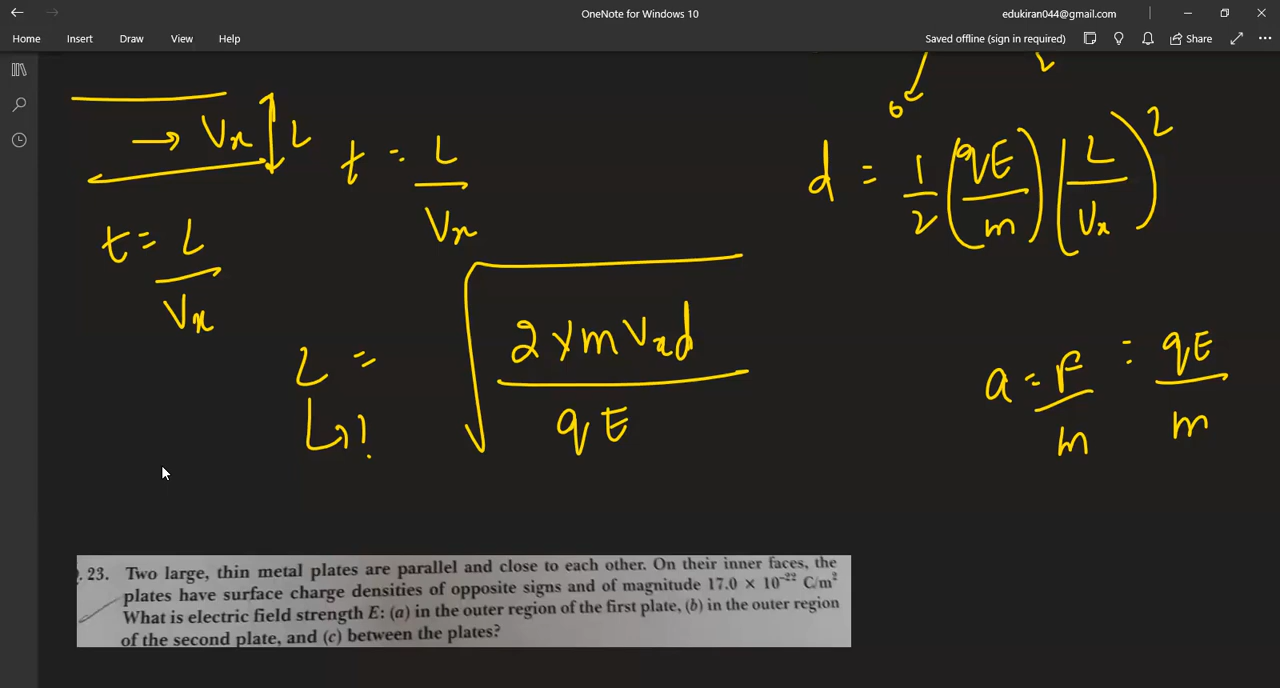 OneNote for Windows 10
edukiran044@gmail.com
Home Insert Draw View Help
Saved offline (sign in required) Share
→ Vx L
t = L/Vx
t = L/Vx
d = 1/2 (qE/m) (L/Vx)²
L = √(2 y m Vx d / qE)
L→?
a = F/m = qE/m
. 23. Two large, thin metal plates are parallel and close to each other. On their inner faces, the
plates have surface charge densities of opposite signs and of magnitude 17.0 × 10⁻²² C/m²
What is electric field strength E: (a) in the outer region of the first plate, (b) in the outer region
of the second plate, and (c) between the plates?